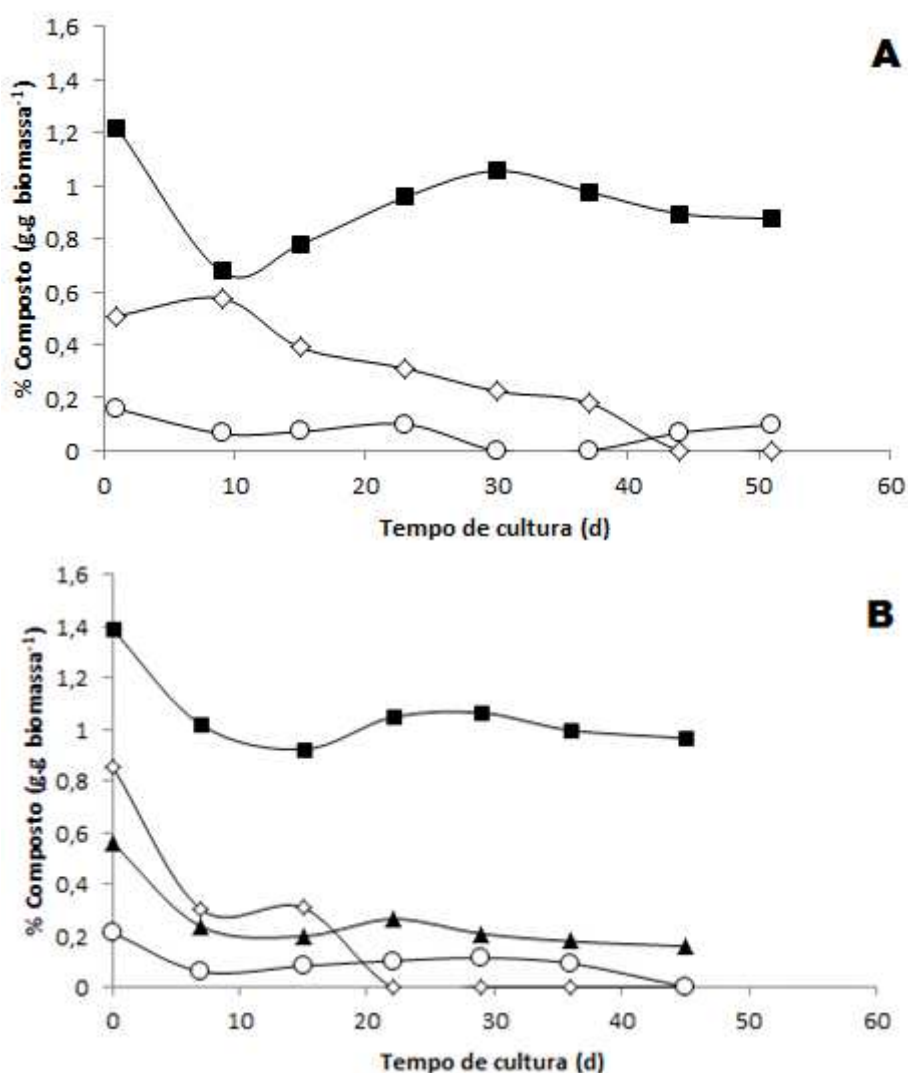 A
% Composto (g.g biomassa⁻¹)
1,6
1,4
1,2
1
0,8
0,6
0,4
0,2
0
0 10 20 30 40 50 60
Tempo de cultura (d)
B
% Composto (g.g biomassa⁻¹)
1,6
1,4
1,2
1
0,8
0,6
0,4
0,2
0
0 10 20 30 40 50 60
Tempo de cultura (d)